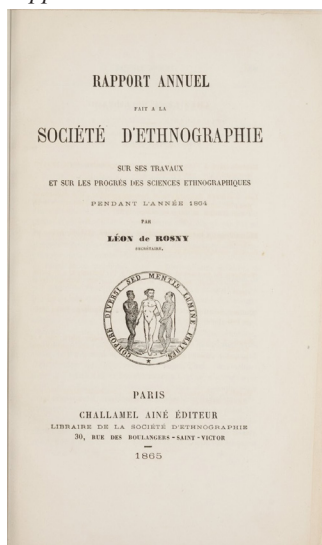 RAPPORT ANNUEL
FAIT A LA
SOCIÉTÉ D'ETHNOGRAPHIE
SUR SES TRAVAUX
ET SUR LES PROGRÈS DES SCIENCES ETHNOGRAPHIQUES
PENDANT L'ANNÉE 1864
PAR
LÉON de ROSNY
SECRÉTAIRE.
CORPORE DIVERSI SED MENTIS LUMINE FRATRES
PARIS
CHALLAMEL AINÉ ÉDITEUR
LIBRAIRE DE LA SOCIÉTÉ D'ETHNOGRAPHIE
30, RUE DES BOULANGERS-SAINT-VICTOR
1865